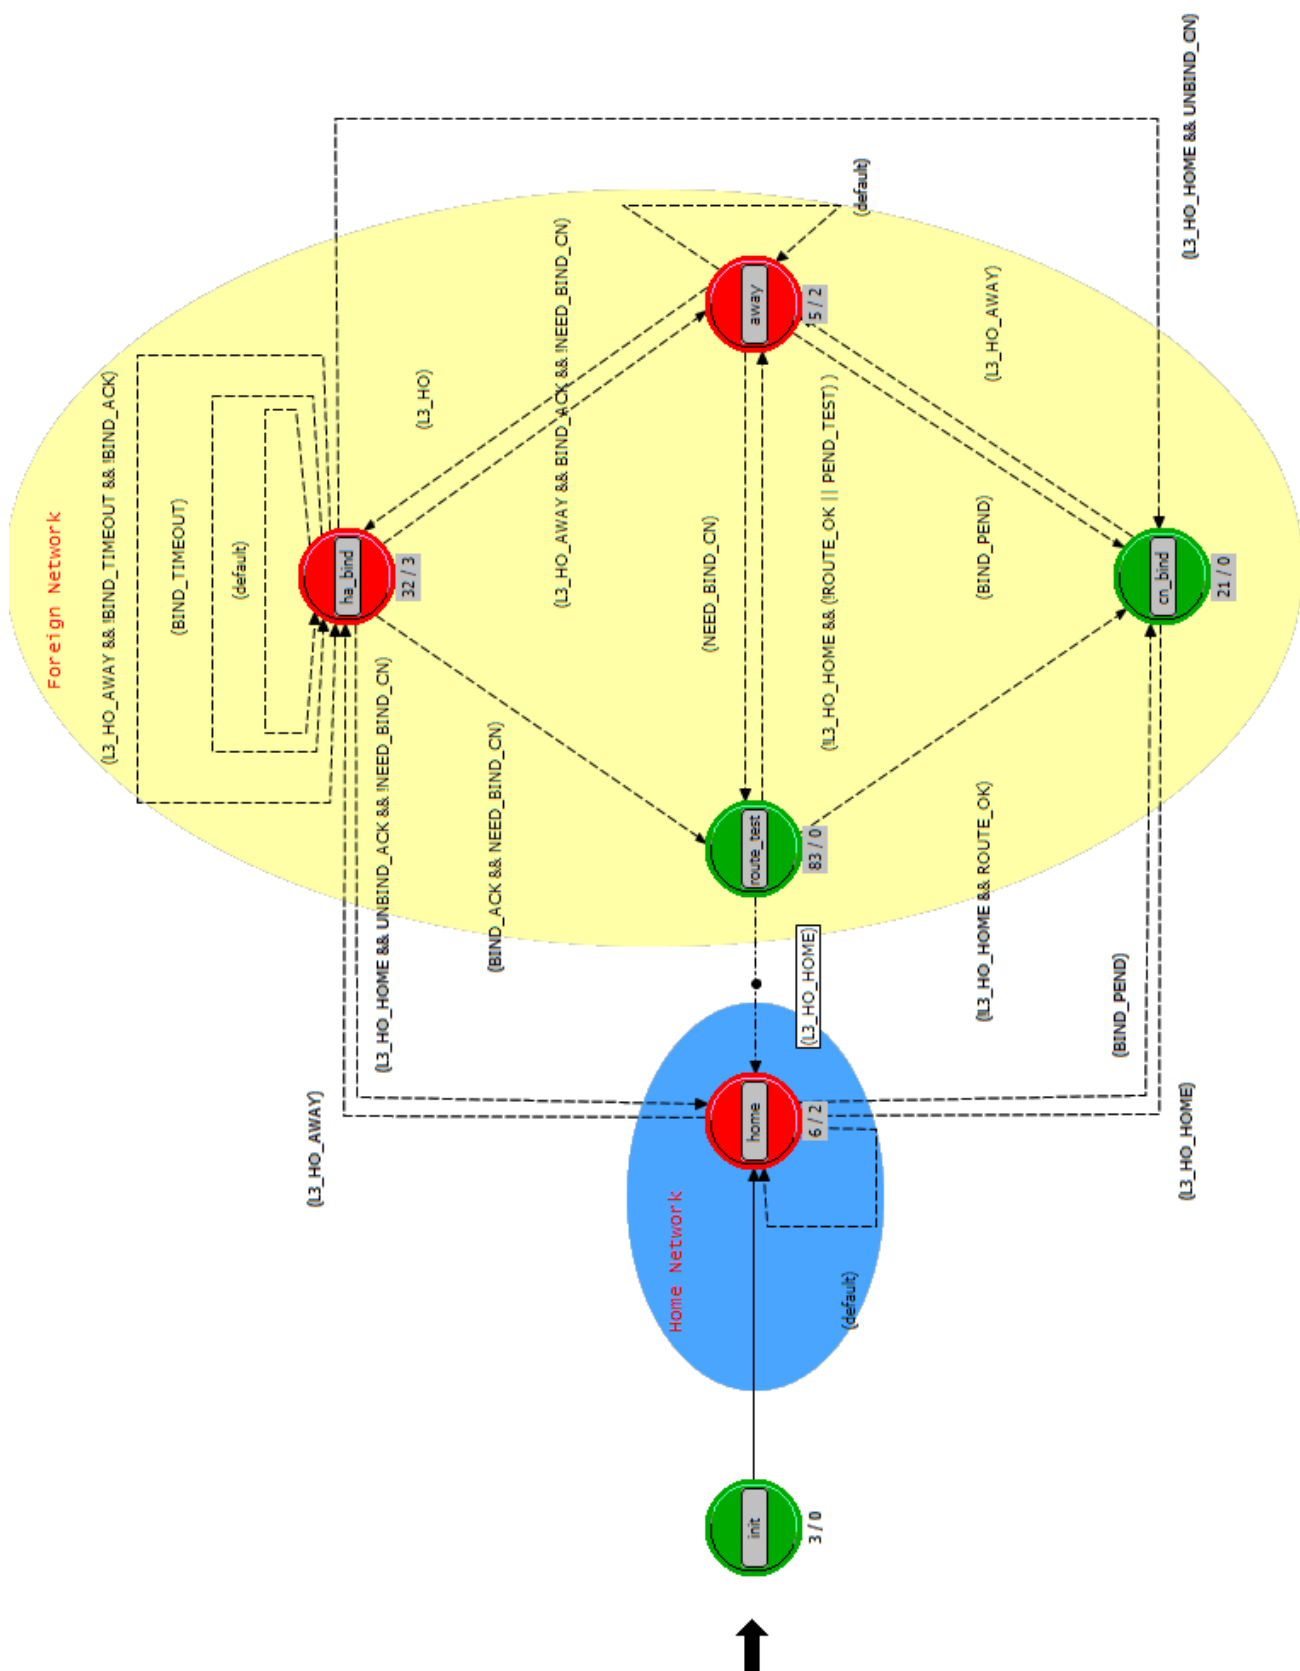 Foreign Network
(L3_HO_AWAY && !BIND_TIMEOUT && !BIND_ACK)
(BIND_TIMEOUT)
(default)
(L3_HO_AWAY)
ha_bind
32 / 3
(L3_HO_HOME && UNBIND_ACK && !NEED_BIND_CN)
(L3_HO)
(BIND_ACK && NEED_BIND_CN)
(L3_HO_AWAY && BIND_ACK && !NEED_BIND_CN)
Home Network
(NEED_BIND_CN)
init
3 / 0
home
6 / 2
route_test
83 / 0
away
5 / 2
(L3_HO_HOME)
(!L3_HO_HOME && (!ROUTE_OK || PEND_TEST) )
(default)
(default)
(!L3_HO_HOME && ROUTE_OK)
(BIND_PEND)
(L3_HO_AWAY)
(BIND_PEND)
cn_bind
21 / 0
(L3_HO_HOME)
(L3_HO_HOME && UNBIND_CN)